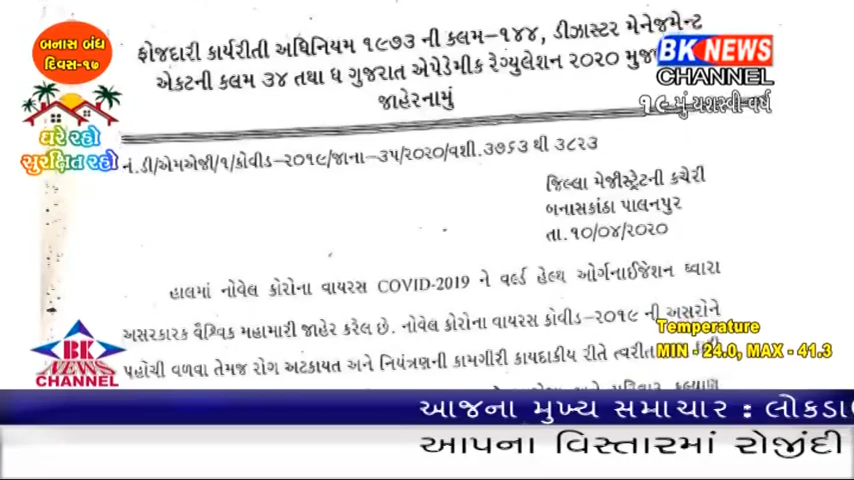 બનાસ બંધ
દિવસ-૧૭
ઘરે રહો
સુરક્ષિત રહો
BK NEWS
CHANNEL
૧૯ મું યશસ્વી વર્ષ
ફોજદારી કાર્યરીતી અધિનિયમ ૧૯૭૩ ની કલમ-૧૪૪, ડીઝાસ્ટર મેનેજમેન્ટ
એકટની કલમ ૩૪ તથા ધ ગુજરાત એપેડેમીક રેગ્યુલેશન ૨૦૨૦
જાહેરનામું
નં.ડી/એમએજી/૧/કોવીડ-૨૦૧૯/જાના-૩૫/૨૦૨૦/વશી.૩૭૬૩ થી ૩૮૨૩
જિલ્લા મેજીસ્ટ્રેટની કચેરી
બનાસકાંઠા પાલનપુર
તા.૧૦/૦૪/૨૦૨૦
હાલમાં નોવેલ કોરોના વાયરસ COVID-2019 ને વર્લ્ડ હેલ્થ ઓર્ગનાઈજેશન ધ્વારા
અસરકારક વૈશ્વિક મહામારી જાહેર કરેલ છે. નોવેલ કોરોના વાયરસ કોવીડ-૨૦૧૯ ની અસરોને
પહોંચી વળવા તેમજ રોગ અટકાયત અને નિયંત્રણની કામગીરી કાયદાકીય રીતે
Temperature
MIN - 24.0, MAX - 41.3
BK
NEWS
CHANNEL
આજના મુખ્ય સમાચાર :
આપના વિસ્તારમાં રોજીંદી